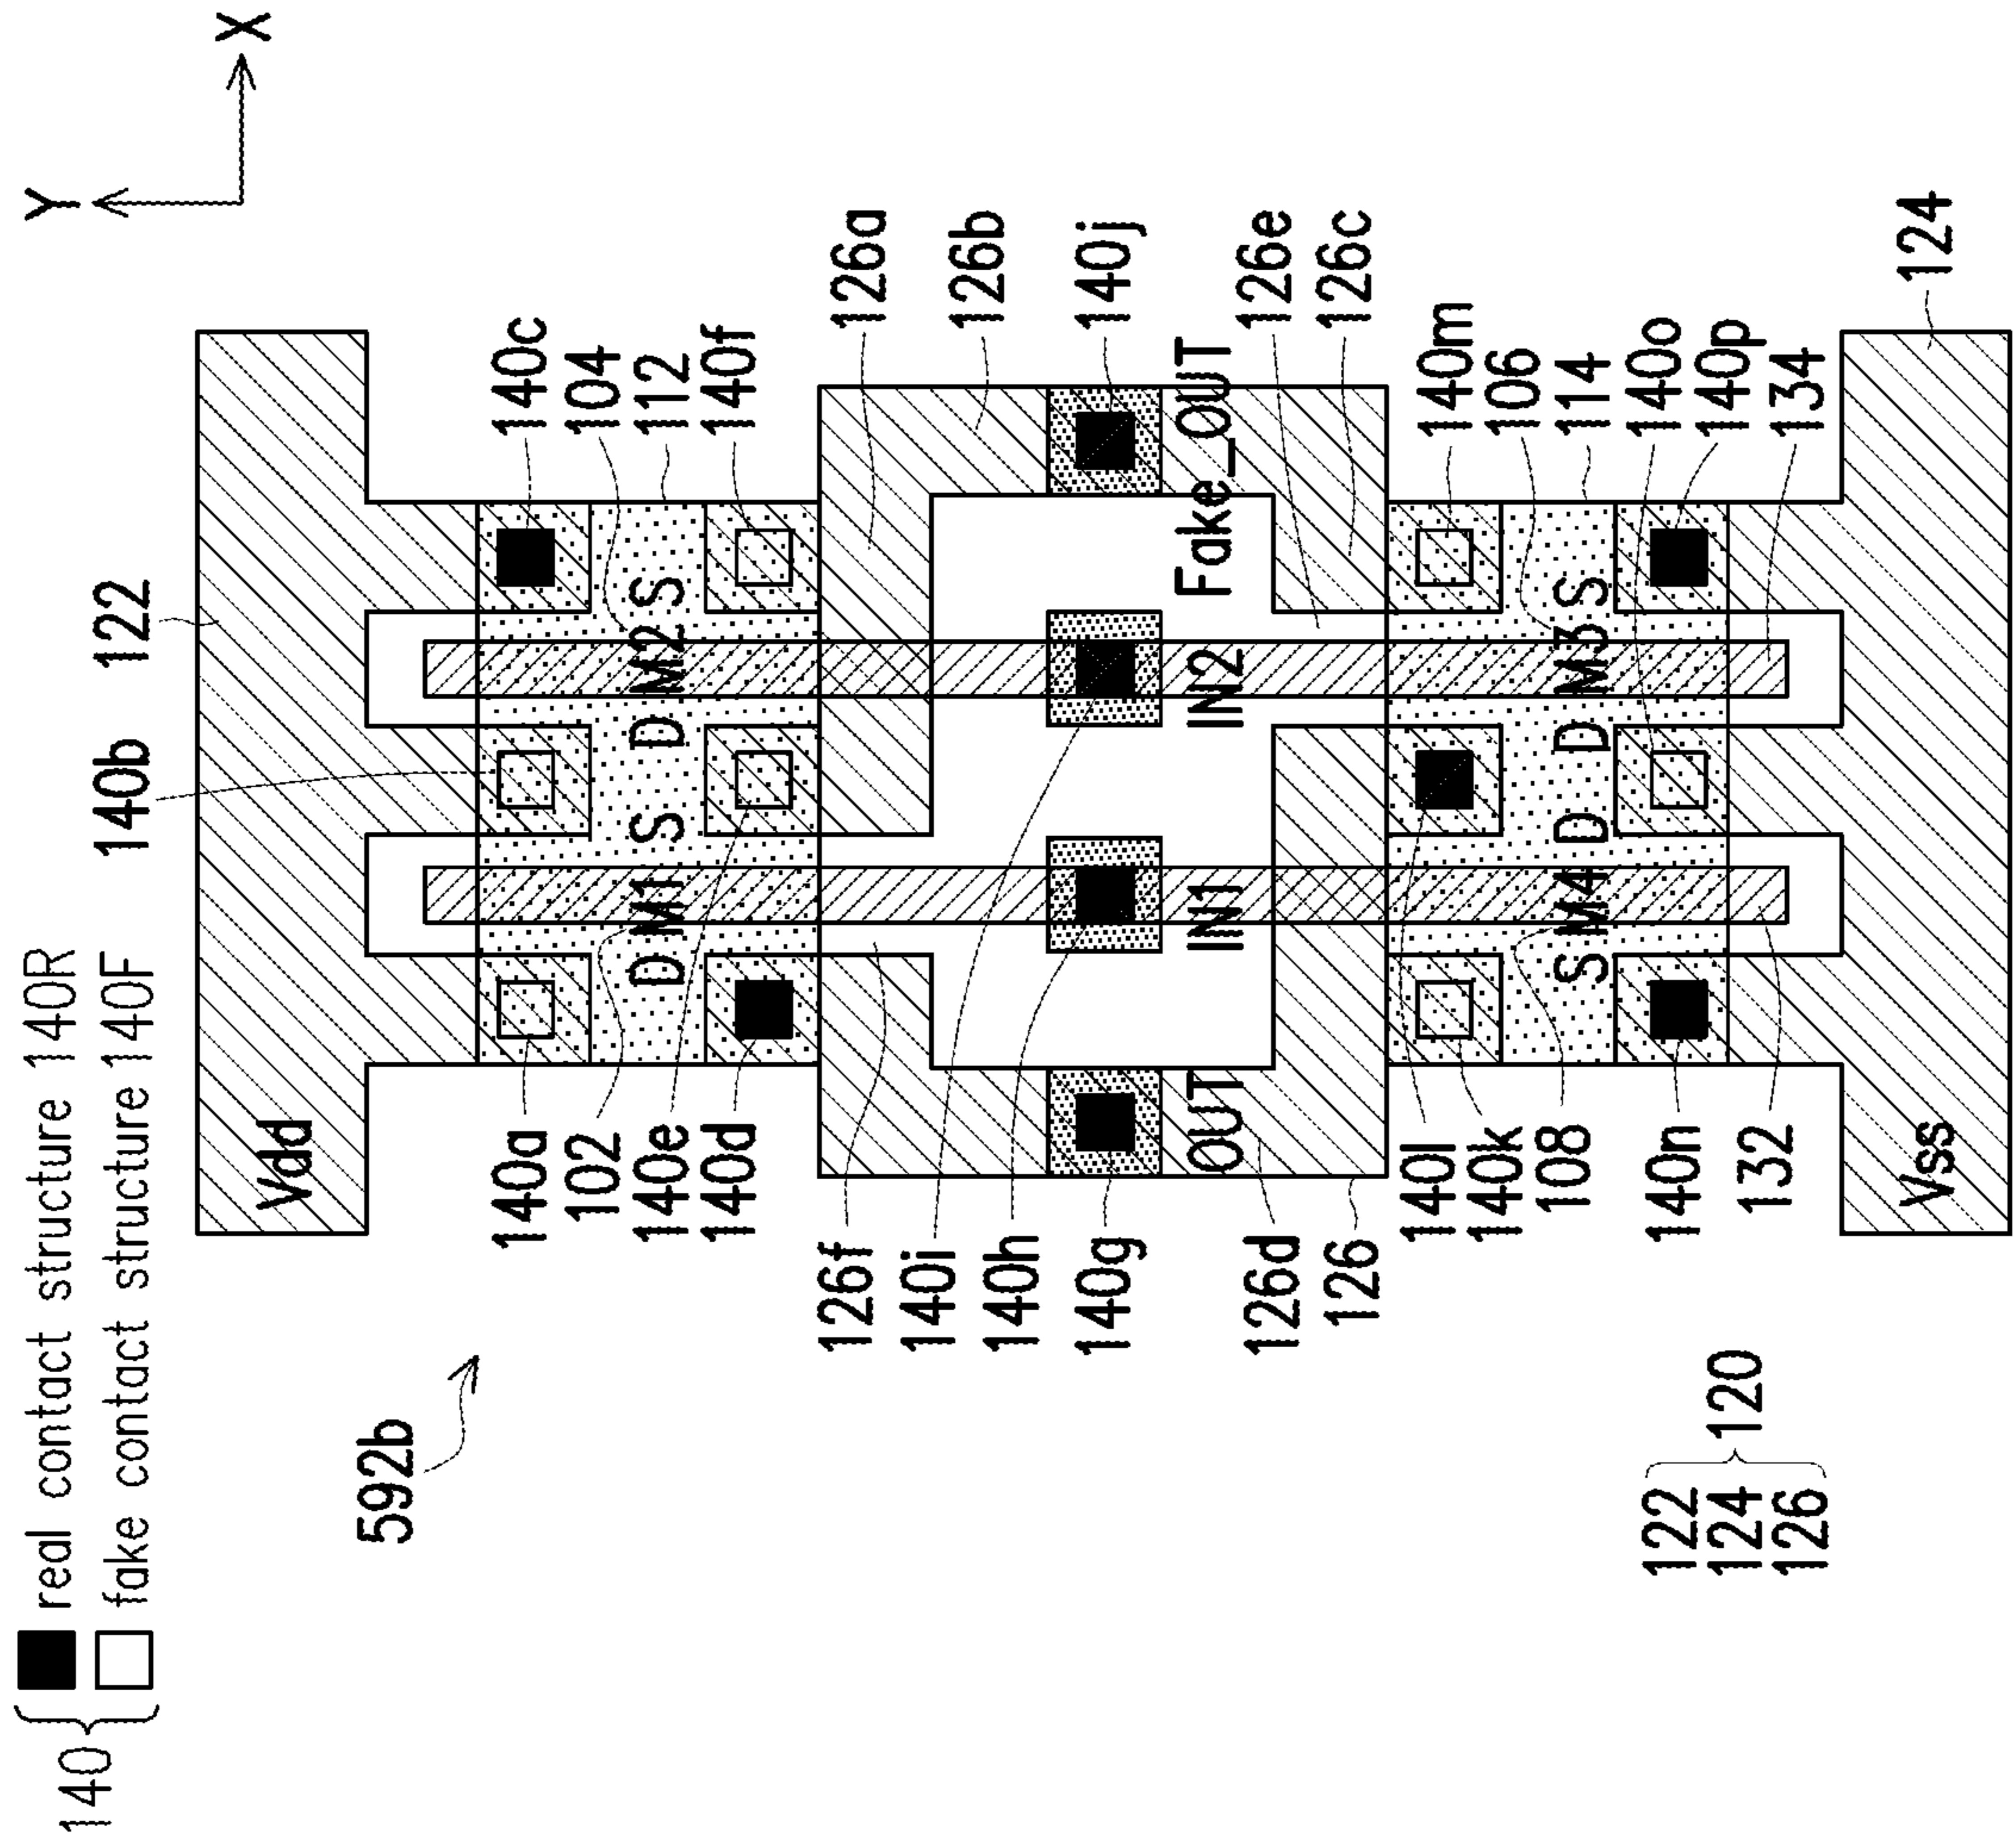 140
real contact structure 140R
fake contact structure 140F
Y
X
592b
140b
122
Vdd
140a
102
140e
140d
140c
104
112
140f
D M1 S D M2 S
126f
140i
140h
140g
126d
126
126a
126b
140j
126e
126c
OUT
IN1
IN2
Fake_OUT
140l
140k
108
140n
132
140m
106
114
140o
140p
134
S M4 D D M3 S
Vss
124
122
124
126
120